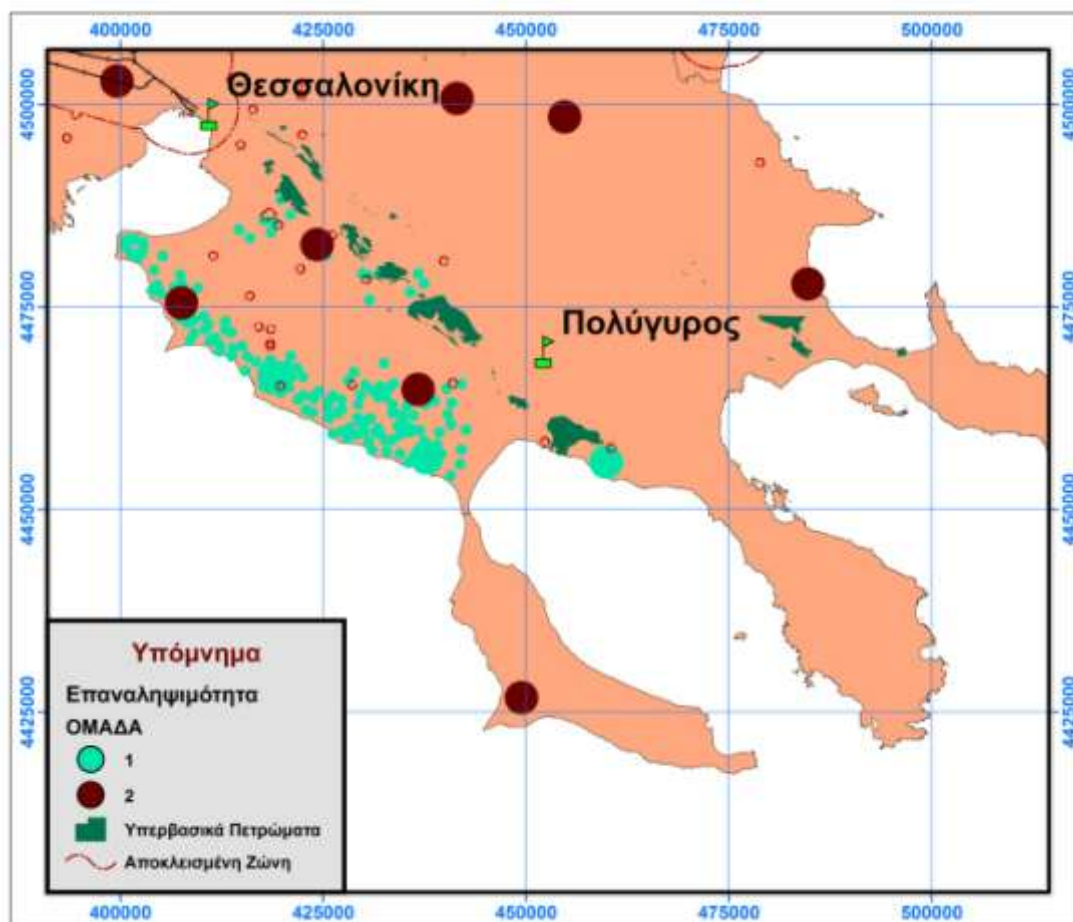 400000 425000 450000 475000 500000
4500000 Θεσσαλονίκη 4500000
4475000 Πολύγυρος 4475000
4450000 4450000
4425000 4425000
Υπόμνημα
Επαναληψιμότητα
ΟΜΑΔΑ
1
2
Υπερβασικά Πετρώματα
Αποκλεισμένη Ζώνη
400000 425000 450000 475000 500000